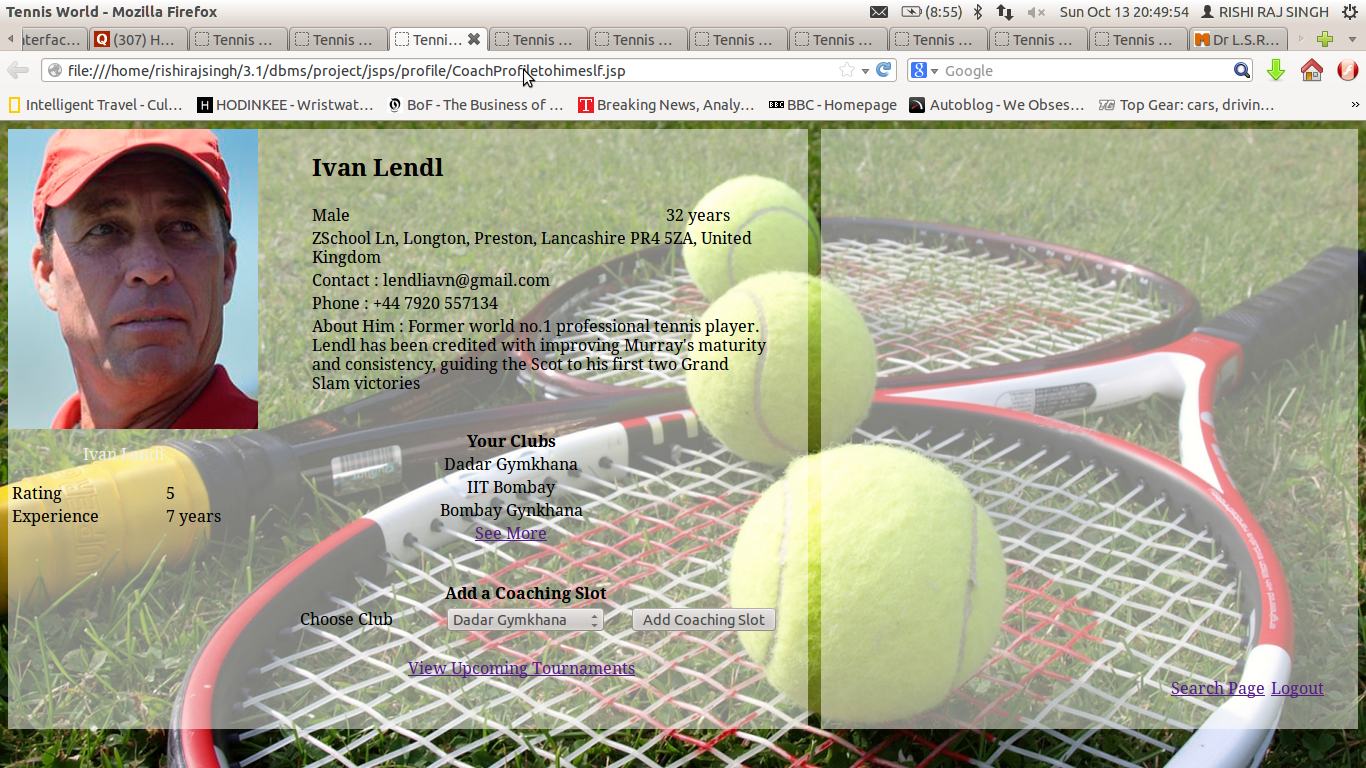 Tennis World - Mozilla Firefox
(8:55)
Sun Oct 13 20:49:54
RISHI RAJ SINGH
nterfac...
(307) H...
Tennis ...
Tennis ...
Tenni...
Tennis ...
Tennis ...
Tennis ...
Tennis ...
Tennis ...
Tennis ...
Tennis ...
Dr L.S.R...
file:///home/rishirajsingh/3.1/dbms/project/jsps/profile/CoachProfiletohimeslf.jsp
Google
Intelligent Travel - Cul...
HODINKEE - Wristwat...
BoF - The Business of ...
Breaking News, Analy...
BBC - Homepage
Autoblog - We Obses...
Top Gear: cars, drivin...
Ivan Lendl
Male 32 years
ZSchool Ln, Longton, Preston, Lancashire PR4 5ZA, United
Kingdom
Contact : lendliavn@gmail.com
Phone : +44 7920 557134
About Him : Former world no.1 professional tennis player.
Lendl has been credited with improving Murray's maturity
and consistency, guiding the Scot to his first two Grand
Slam victories
Ivan Lendl
Rating 5
Experience 7 years
Your Clubs
Dadar Gymkhana
IIT Bombay
Bombay Gynkhana
See More
Add a Coaching Slot
Choose Club Dadar Gymkhana Add Coaching Slot
View Upcoming Tournaments
Search Page Logout